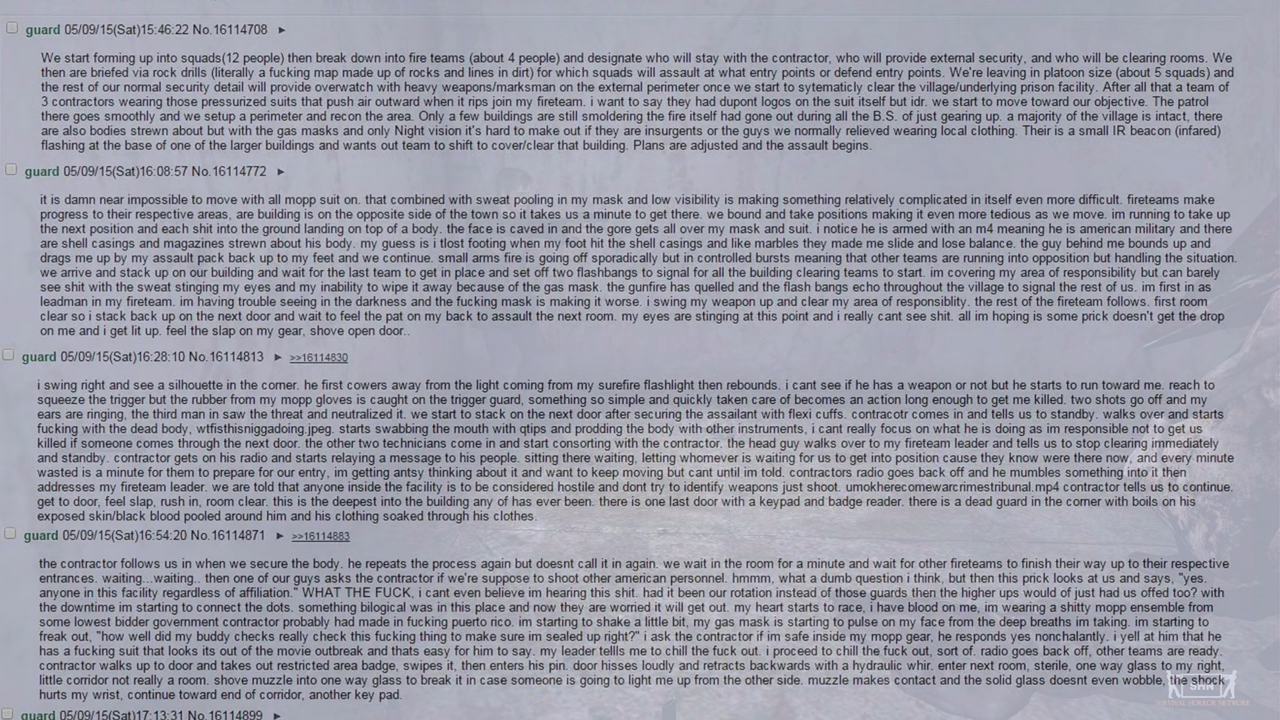 guard 05/09/15(Sat)15:46:22 No.16114708 ►
We start forming up into squads(12 people) then break down into fire teams (about 4 people) and designate who will stay with the contractor, who will provide external security, and who will be clearing rooms. We
then are briefed via rock drills (literally a fucking map made up of rocks and lines in dirt) for which squads will assault at what entry points or defend entry points. We're leaving in platoon size (about 5 squads) and
the rest of our normal security detail will provide overwatch with heavy weapons/marksman on the external perimeter once we start to sytematicly clear the village/underlying prison facility. After all that a team of
3 contractors wearing those pressurized suits that push air outward when it rips join my fireteam. i want to say they had dupont logos on the suit itself but idr. we start to move toward our objective. The patrol
there goes smoothly and we setup a perimeter and recon the area. Only a few buildings are still smoldering the fire itself had gone out during all the B.S. of just gearing up. a majority of the village is intact, there
are also bodies strewn about but with the gas masks and only Night vision it's hard to make out if they are insurgents or the guys we normally relieved wearing local clothing. Their is a small IR beacon (infared)
flashing at the base of one of the larger buildings and wants out team to shift to cover/clear that building. Plans are adjusted and the assault begins.
guard 05/09/15(Sat)16:08:57 No.16114772 ►
it is damn near impossible to move with all mopp suit on. that combined with sweat pooling in my mask and low visibility is making something relatively complicated in itself even more difficult. fireteams make
progress to their respective areas, are building is on the opposite side of the town so it takes us a minute to get there. we bound and take positions making it even more tedious as we move. im running to take up
the next position and each shit into the ground landing on top of a body. the face is caved in and the gore gets all over my mask and suit. i notice he is armed with an m4 meaning he is american military and there
are shell casings and magazines strewn about his body. my guess is i tlost footing when my foot hit the shell casings and like marbles they made me slide and lose balance. the guy behind me bounds up and
drags me up by my assault pack back up to my feet and we continue. small arms fire is going off sporadically but in controlled bursts meaning that other teams are running into opposition but handling the situation.
we arrive and stack up on our building and wait for the last team to get in place and set off two flashbangs to signal for all the building clearing teams to start. im covering my area of responsibility but can barely
see shit with the sweat stinging my eyes and my inability to wipe it away because of the gas mask. the gunfire has quelled and the flash bangs echo throughout the village to signal the rest of us. im first in as
leadman in my fireteam. im having trouble seeing in the darkness and the fucking mask is making it worse. i swing my weapon up and clear my area of responsiblity. the rest of the fireteam follows. first room
clear so i stack back up on the next door and wait to feel the pat on my back to assault the next room. my eyes are stinging at this point and i really cant see shit. all im hoping is some prick doesn't get the drop
on me and i get lit up. feel the slap on my gear, shove open door..
guard 05/09/15(Sat)16:28:10 No.16114813 ► >>16114830
i swing right and see a silhouette in the corner. he first cowers away from the light coming from my surefire flashlight then rebounds. i cant see if he has a weapon or not but he starts to run toward me. reach to
squeeze the trigger but the rubber from my mopp gloves is caught on the trigger guard, something so simple and quickly taken care of becomes an action long enough to get me killed. two shots go off and my
ears are ringing, the third man in saw the threat and neutralized it. we start to stack on the next door after securing the assailant with flexi cuffs. contracotr comes in and tells us to standby. walks over and starts
fucking with the dead body, wtfisthisniggadoing.jpeg. starts swabbing the mouth with qtips and prodding the body with other instruments, i cant really focus on what he is doing as im responsible not to get us
killed if someone comes through the next door. the other two technicians come in and start consorting with the contractor. the head guy walks over to my fireteam leader and tells us to stop clearing immediately
and standby. contractor gets on his radio and starts relaying a message to his people. sitting there waiting, letting whomever is waiting for us to get into position cause they know were there now, and every minute
wasted is a minute for them to prepare for our entry, im getting antsy thinking about it and want to keep moving but cant until im told. contractors radio goes back off and he mumbles something into it then
addresses my fireteam leader. we are told that anyone inside the facility is to be considered hostile and dont try to identify weapons just shoot. umokherecomewarcrimestribunal.mp4 contractor tells us to continue.
get to door, feel slap, rush in, room clear. this is the deepest into the building any of has ever been. there is one last door with a keypad and badge reader. there is a dead guard in the corner with boils on his
exposed skin/black blood pooled around him and his clothing soaked through his clothes.
guard 05/09/15(Sat)16:54:20 No.16114871 ► >>16114883
the contractor follows us in when we secure the body. he repeats the process again but doesnt call it in again. we wait in the room for a minute and wait for other fireteams to finish their way up to their respective
entrances. waiting...waiting.. then one of our guys asks the contractor if we're suppose to shoot other american personnel. hmmm, what a dumb question i think, but then this prick looks at us and says, "yes.
anyone in this facility regardless of affiliation." WHAT THE FUCK, i cant even believe im hearing this shit. had it been our rotation instead of those guards then the higher ups would of just had us offed too? with
the downtime im starting to connect the dots. something bilogical was in this place and now they are worried it will get out. my heart starts to race, i have blood on me, im wearing a shitty mopp ensemble from
some lowest bidder government contractor probably had made in fucking puerto rico. im starting to shake a little bit, my gas mask is starting to pulse on my face from the deep breaths im taking. im starting to
freak out, "how well did my buddy checks really check this fucking thing to make sure im sealed up right?" i ask the contractor if im safe inside my mopp gear, he responds yes nonchalantly. i yell at him that he
has a fucking suit that looks its out of the movie outbreak and thats easy for him to say. my leader tellls me to chill the fuck out. i proceed to chill the fuck out, sort of. radio goes back off, other teams are ready.
contractor walks up to door and takes out restricted area badge, swipes it, then enters his pin. door hisses loudly and retracts backwards with a hydraulic whir. enter next room, sterile, one way glass to my right,
little corridor not really a room. shove muzzle into one way glass to break it in case someone is going to light me up from the other side. muzzle makes contact and the solid glass doesnt even wobble, the shock
hurts my wrist, continue toward end of corridor, another key pad.
SHN
SURVIVAL HORROR NETWORK
guard 05/09/15(Sat)17:13:31 No.16114899 ►